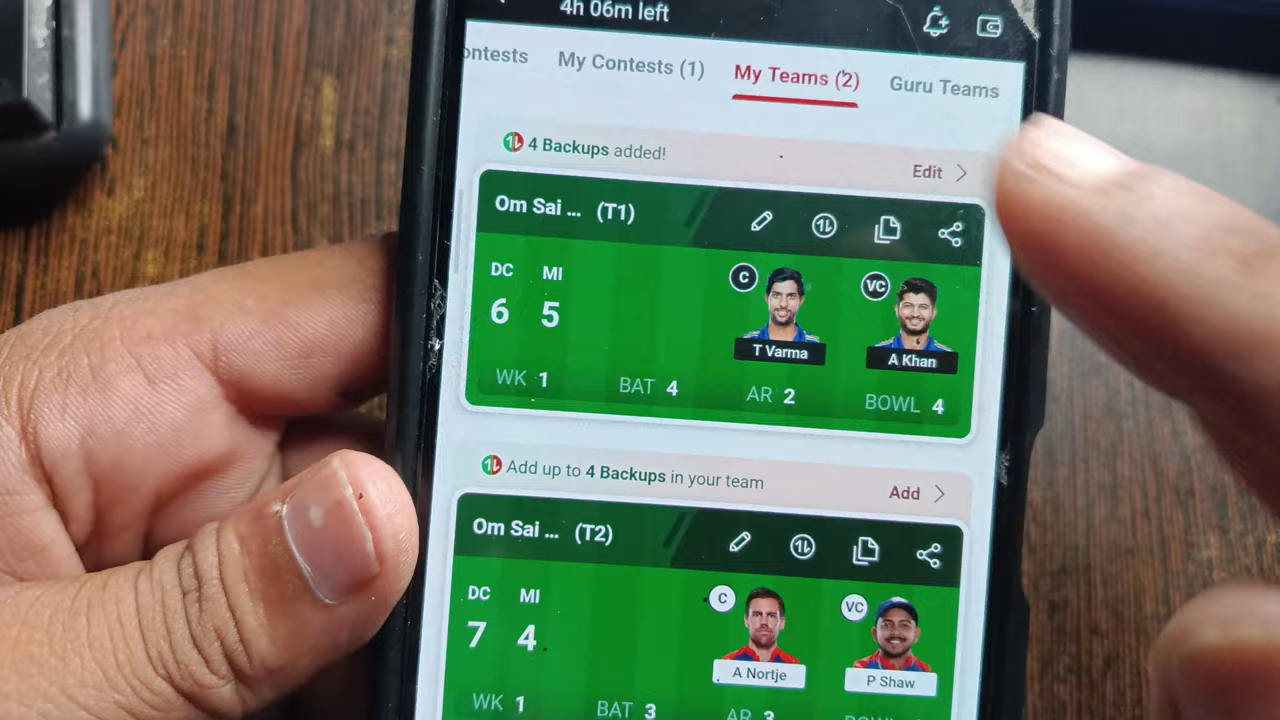 4h 06m left
ontests My Contests (1) My Teams (2) Guru Teams
4 Backups added! Edit
Om Sai ... (T1)
DC MI
6 5
C VC
T Varma A Khan
WK 1 BAT 4 AR 2 BOWL 4
Add up to 4 Backups in your team Add
Om Sai ... (T2)
DC MI
7 4
C VC
A Nortje P Shaw
WK 1 BAT 3 AR 3